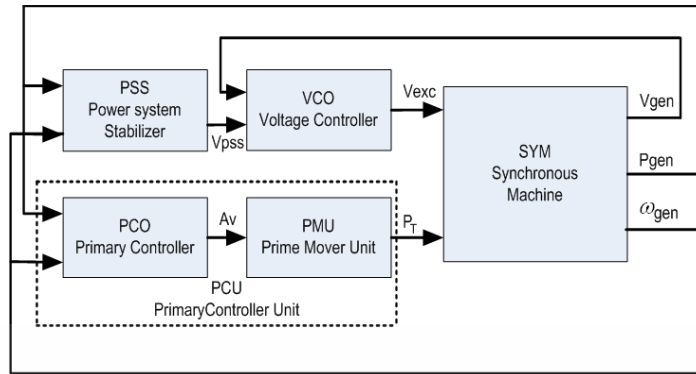 PSS
Power system
Stabilizer
Vpss
VCO
Voltage Controller
Vexc
SYM
Synchronous
Machine
Vgen
Pgen
ωgen
PCO
Primary Controller
Av
PMU
Prime Mover Unit
PT
PCU
PrimaryController Unit